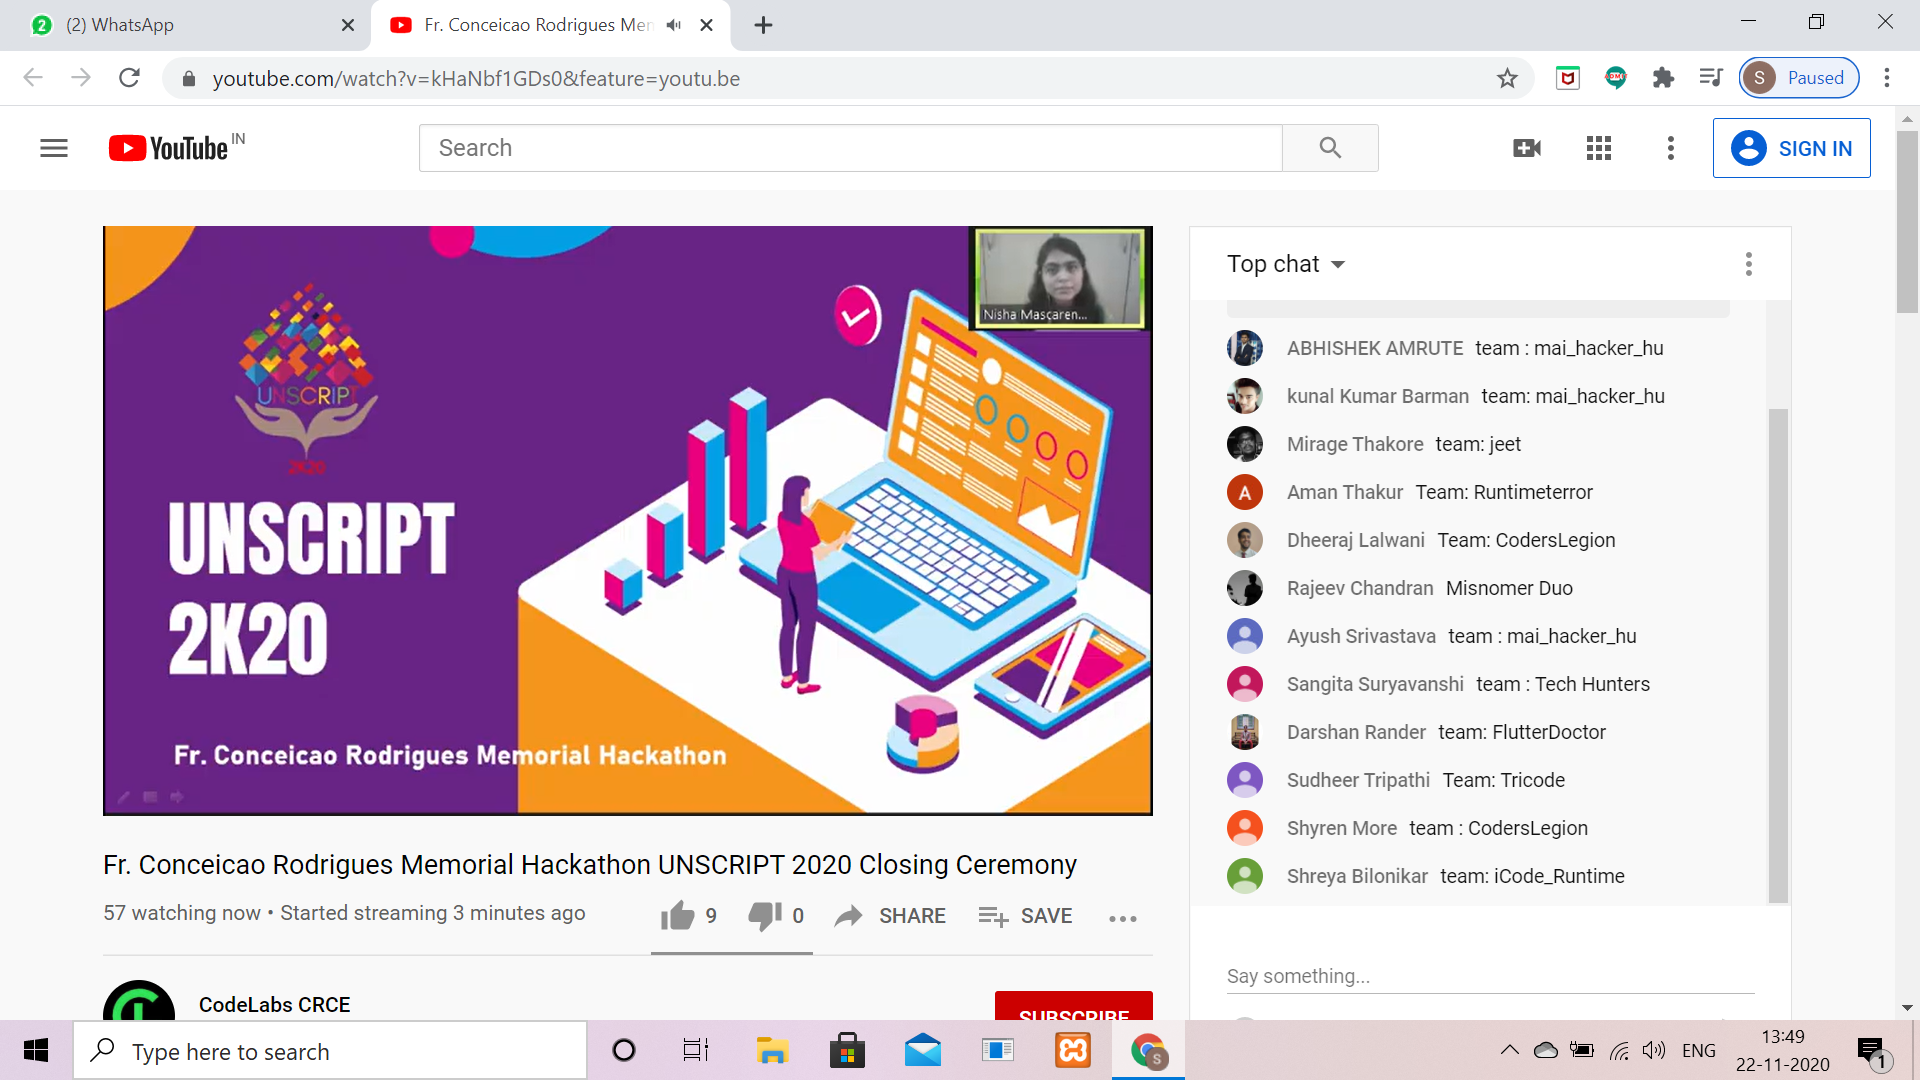 (2) WhatsApp
Fr. Conceicao Rodrigues Mem
youtube.com/watch?v=kHaNbf1GDs0&feature=youtu.be
S Paused
YouTube IN
Search
SIGN IN
UNSCRIPT
2K20
UNSCRIPT
2K20
Fr. Conceicao Rodrigues Memorial Hackathon
Nisha Mascaren...
Fr. Conceicao Rodrigues Memorial Hackathon UNSCRIPT 2020 Closing Ceremony
57 watching now • Started streaming 3 minutes ago
9 0 SHARE SAVE
CodeLabs CRCE
SUBSCRIBE
Top chat
ABHISHEK AMRUTE team : mai_hacker_hu
kunal Kumar Barman team: mai_hacker_hu
Mirage Thakore team: jeet
A Aman Thakur Team: Runtimeterror
Dheeraj Lalwani Team: CodersLegion
Rajeev Chandran Misnomer Duo
Ayush Srivastava team : mai_hacker_hu
Sangita Suryavanshi team : Tech Hunters
Darshan Rander team: FlutterDoctor
Sudheer Tripathi Team: Tricode
Shyren More team : CodersLegion
Shreya Bilonikar team: iCode_Runtime
Say something...
Type here to search
S
ENG
13:49
22-11-2020
1